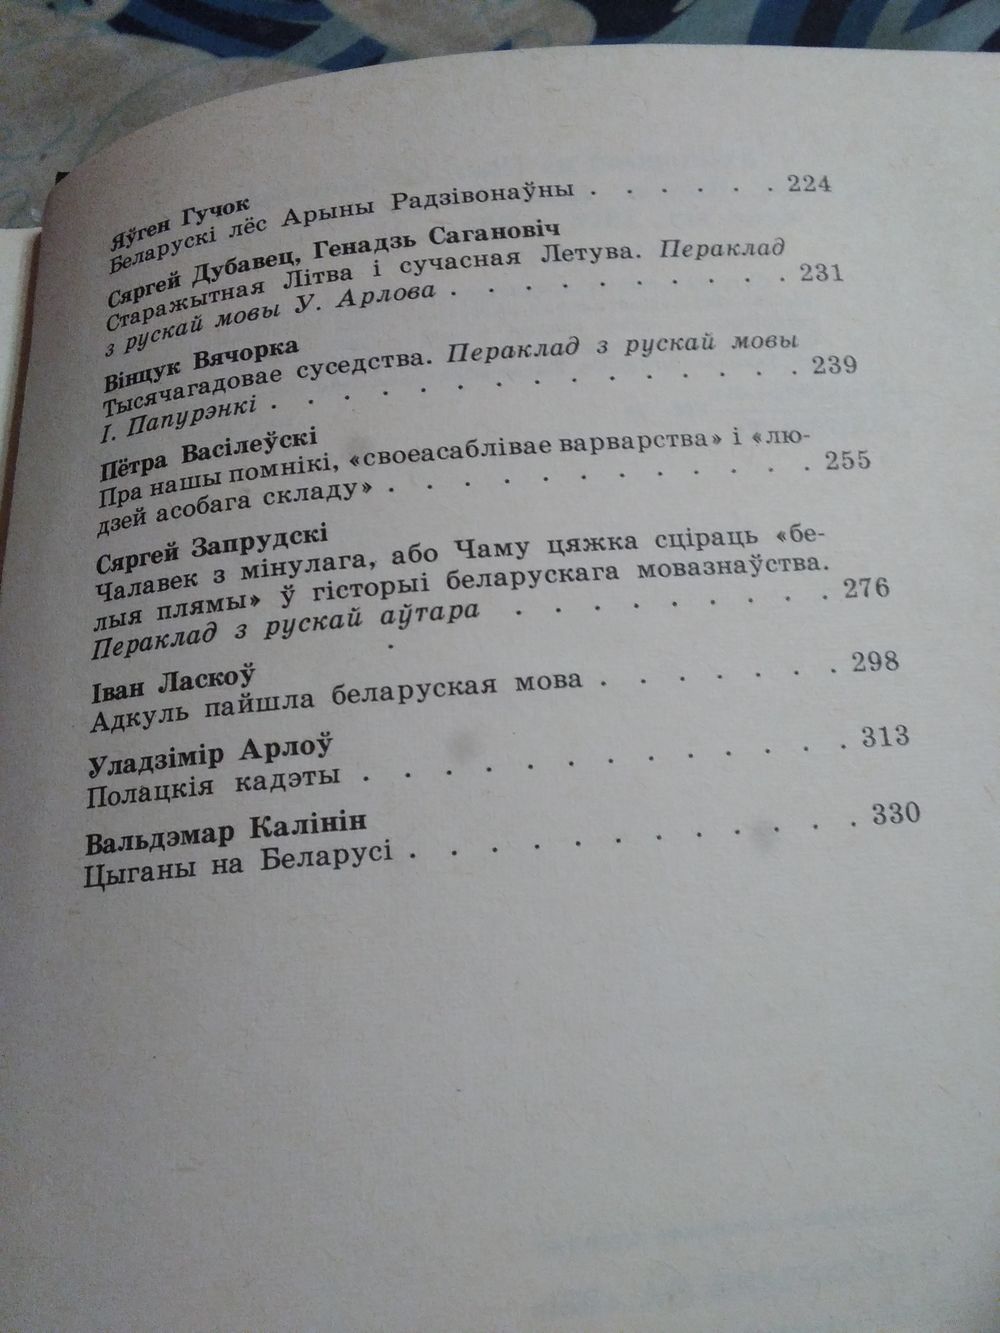 Яўген Гучок
Беларускі лёс Арыны Радзівонаўны . . . . . . 224
Сяргей Дубавец, Генадзь Сагановіч
Старажытная Літва і сучасная Летува. Пераклад
з рускай мовы У. Арлова . . . . . . . . . . 231
Вінцук Вячорка
Тысячагадовае суседства. Пераклад з рускай мовы
І. Папурэнкі . . . . . . . . . . . . . . . 239
Пётра Васілеўскі
Пра нашы помнікі, «своеасаблівае варварства» і «лю-
дзей асобага складу» . . . . . . . . . . . . 255
Сяргей Запрудскі
Чалавек з мінулага, або Чаму цяжка сціраць «бе-
лыя плямы» ў гісторыі беларускага мовазнаўства.
Пераклад з рускай аўтара . . . . . . . . . 276
Іван Ласкоў
Адкуль пайшла беларуская мова . . . . . . . 298
Уладзімір Арлоў
Полацкія кадэты . . . . . . . . . . . . . 313
Вальдэмар Калінін
Цыганы на Беларусі . . . . . . . . . . . . 330